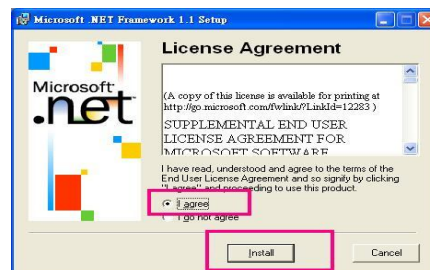 Microsoft .NET Framework 1.1 Setup
License Agreement
Microsoft
.net
(A copy of this license is available for printing at
http://go.microsoft.com/fwlink/?LinkId=12283 )
SUPPLEMENTAL END USER
LICENSE AGREEMENT FOR
MICROSOFT SOFTWARE
I have read, understood and agree to the terms of the
End User License Agreement and so signify by clicking
"I agree" and proceeding to use this product.
I agree
I do not agree
Install
Cancel